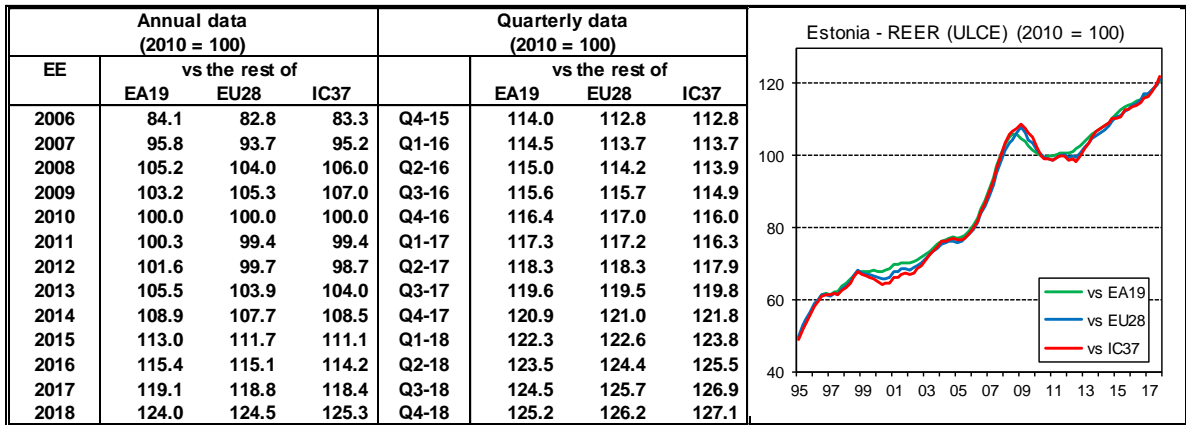 Annual data Quarterly data
(2010 = 100) (2010 = 100)
EE vs the rest of vs the rest of
EA19 EU28 IC37 EA19 EU28 IC37
2006 84.1 82.8 83.3 Q4-15 114.0 112.8 112.8
2007 95.8 93.7 95.2 Q1-16 114.5 113.7 113.7
2008 105.2 104.0 106.0 Q2-16 115.0 114.2 113.9
2009 103.2 105.3 107.0 Q3-16 115.6 115.7 114.9
2010 100.0 100.0 100.0 Q4-16 116.4 117.0 116.0
2011 100.3 99.4 99.4 Q1-17 117.3 117.2 116.3
2012 101.6 99.7 98.7 Q2-17 118.3 118.3 117.9
2013 105.5 103.9 104.0 Q3-17 119.6 119.5 119.8
2014 108.9 107.7 108.5 Q4-17 120.9 121.0 121.8
2015 113.0 111.7 111.1 Q1-18 122.3 122.6 123.8
2016 115.4 115.1 114.2 Q2-18 123.5 124.4 125.5
2017 119.1 118.8 118.4 Q3-18 124.5 125.7 126.9
2018 124.0 124.5 125.3 Q4-18 125.2 126.2 127.1
Estonia - REER (ULCE) (2010 = 100)
120
100
80
60
40
95 97 99 01 03 05 07 09 11 13 15 17
vs EA19
vs EU28
vs IC37